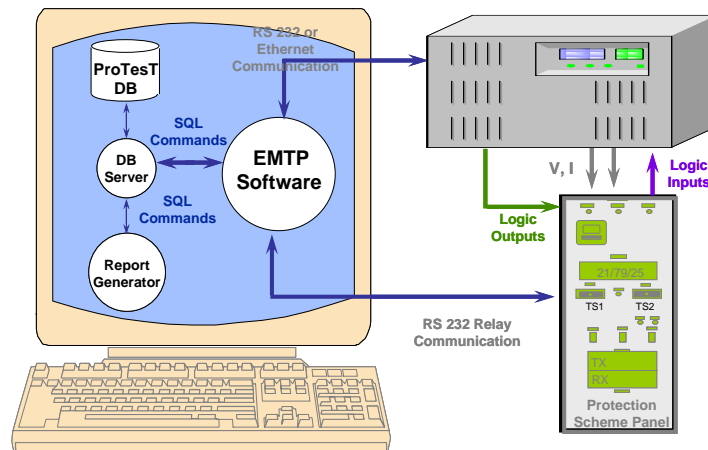 RS 232 or
Ethernet
Communication
ProTesT
DB
SQL
Commands
DB
Server
EMTP
Software
SQL
Commands
Report
Generator
V, I
Logic
Inputs
Logic
Outputs
21/79/25
TS1
TS2
RS 232 Relay
Communication
TX
RX
Protection
Scheme Panel